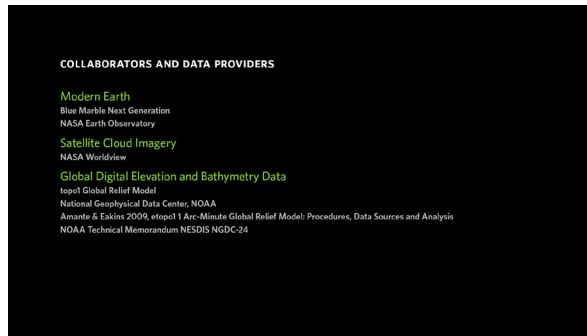 COLLABORATORS AND DATA PROVIDERS
Modern Earth
Blue Marble Next Generation
NASA Earth Observatory
Satellite Cloud Imagery
NASA Worldview
Global Digital Elevation and Bathymetry Data
topo1 Global Relief Model
National Geophysical Data Center, NOAA
Amante & Eakins 2009, etopo1 1 Arc-Minute Global Relief Model: Procedures, Data Sources and Analysis
NOAA Technical Memorandum NESDIS NGDC-24